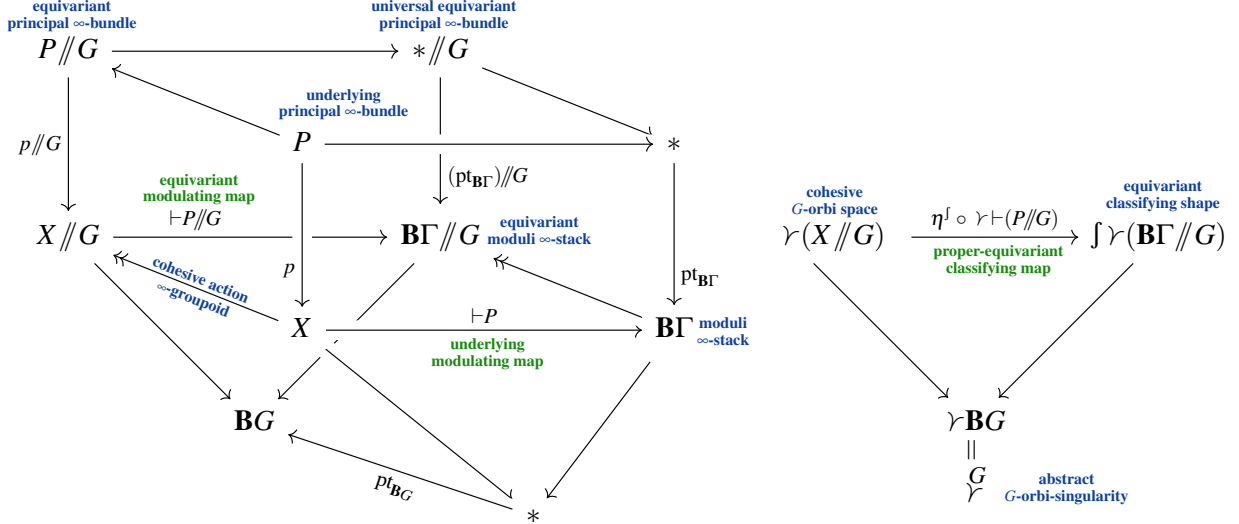 equivariant
principal ∞-bundle
P⫽G
universal equivariant
principal ∞-bundle
∗⫽G
underlying
principal ∞-bundle
P
∗
p⫽G
(pt_BΓ)⫽G
equivariant
modulating map
⊢P⫽G
X⫽G
BΓ⫽G
equivariant
moduli ∞-stack
p
pt_BΓ
cohesive action
∞-groupoid
X
⊢P
underlying
modulating map
BΓ
moduli
∞-stack
BG
pt_BG
∗
cohesive
G-orbi space
ʏ(X⫽G)
η^ʃ ∘ ʏ⊢(P⫽G)
proper-equivariant
classifying map
equivariant
classifying shape
ʃ ʏ(BΓ⫽G)
ʏBG
=
G
ʏ
abstract
G-orbi-singularity